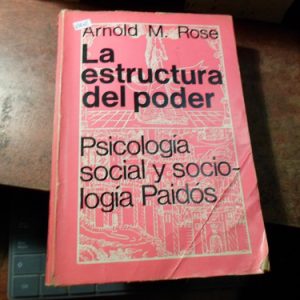 Arnold M. Rose
La
estructura
del poder
Psicología
social y socio-
logía Paidós